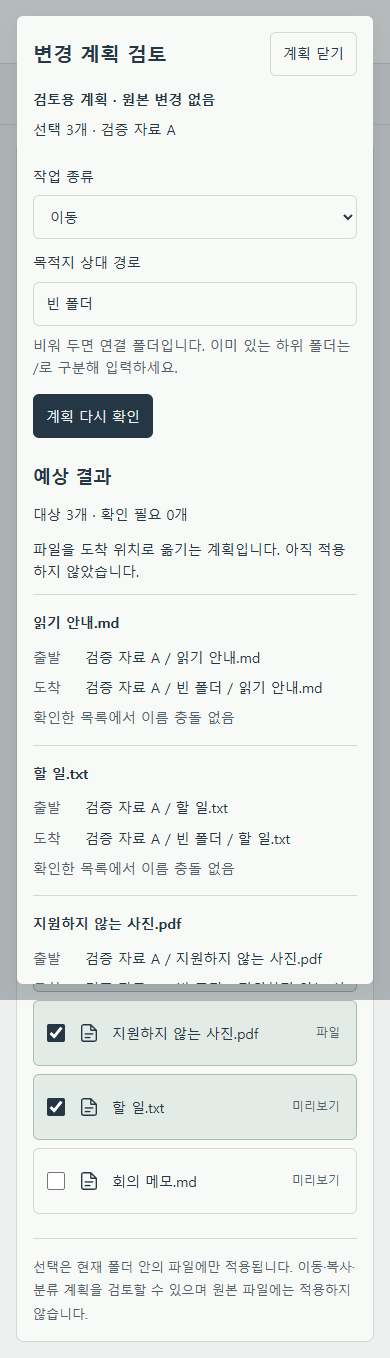 변경 계획 검토
계획 닫기
검토용 계획 · 원본 변경 없음
선택 3개 · 검증 자료 A
작업 종류
이동
목적지 상대 경로
빈 폴더
비워 두면 연결 폴더입니다. 이미 있는 하위 폴더는
/로 구분해 입력하세요.
계획 다시 확인
예상 결과
대상 3개 · 확인 필요 0개
파일을 도착 위치로 옮기는 계획입니다. 아직 적용
하지 않았습니다.
읽기 안내.md
출발 검증 자료 A / 읽기 안내.md
도착 검증 자료 A / 빈 폴더 / 읽기 안내.md
확인한 목록에서 이름 충돌 없음
할 일.txt
출발 검증 자료 A / 할 일.txt
도착 검증 자료 A / 빈 폴더 / 할 일.txt
확인한 목록에서 이름 충돌 없음
지원하지 않는 사진.pdf
출발 검증 자료 A / 지원하지 않는 사진.pdf
지원하지 않는 사진.pdf 파일
할 일.txt 미리보기
회의 메모.md 미리보기
선택은 현재 폴더 안의 파일에만 적용됩니다. 이동·복사·
분류 계획을 검토할 수 있으며 원본 파일에는 적용하지
않습니다.